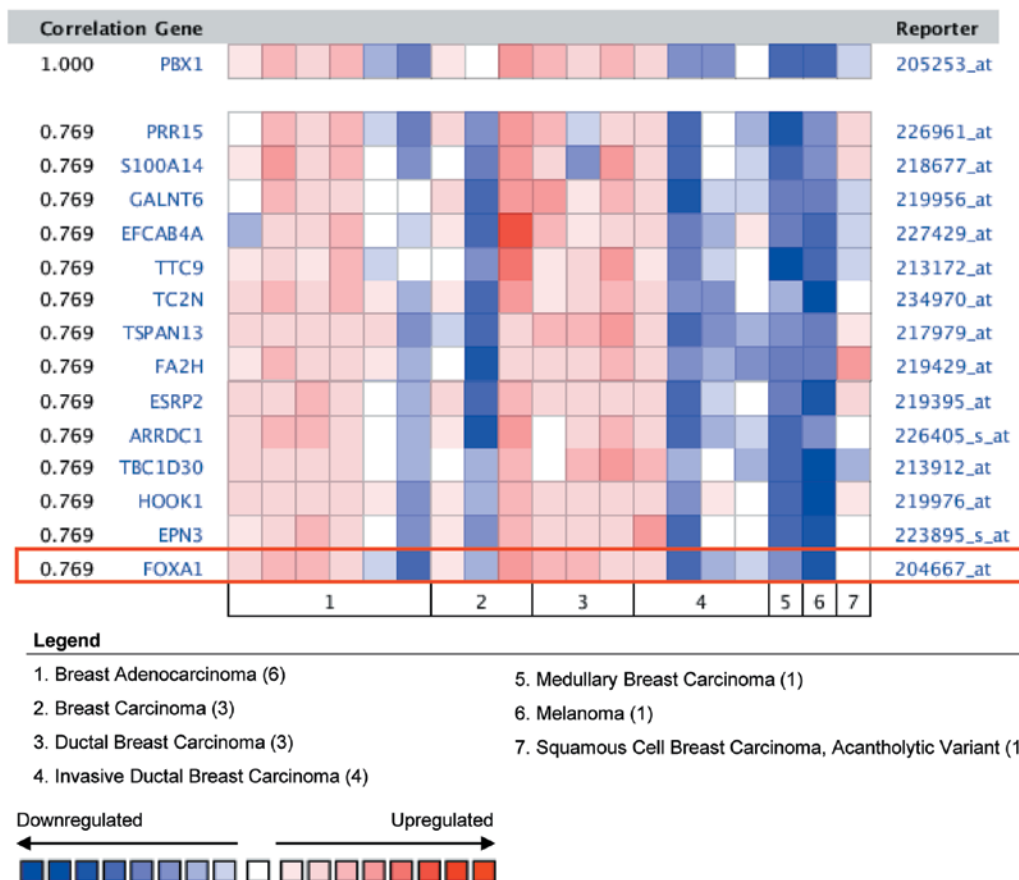 Correlation Gene Reporter
1.000 PBX1 205253_at
0.769 PRR15 226961_at
0.769 S100A14 218677_at
0.769 GALNT6 219956_at
0.769 EFCAB4A 227429_at
0.769 TTC9 213172_at
0.769 TC2N 234970_at
0.769 TSPAN13 217979_at
0.769 FA2H 219429_at
0.769 ESRP2 219395_at
0.769 ARRDC1 226405_s_at
0.769 TBC1D30 213912_at
0.769 HOOK1 219976_at
0.769 EPN3 223895_s_at
0.769 FOXA1 204667_at
1 2 3 4 5 6 7
Legend
1. Breast Adenocarcinoma (6)
2. Breast Carcinoma (3)
3. Ductal Breast Carcinoma (3)
4. Invasive Ductal Breast Carcinoma (4)
5. Medullary Breast Carcinoma (1)
6. Melanoma (1)
7. Squamous Cell Breast Carcinoma, Acantholytic Variant (1
Downregulated Upregulated